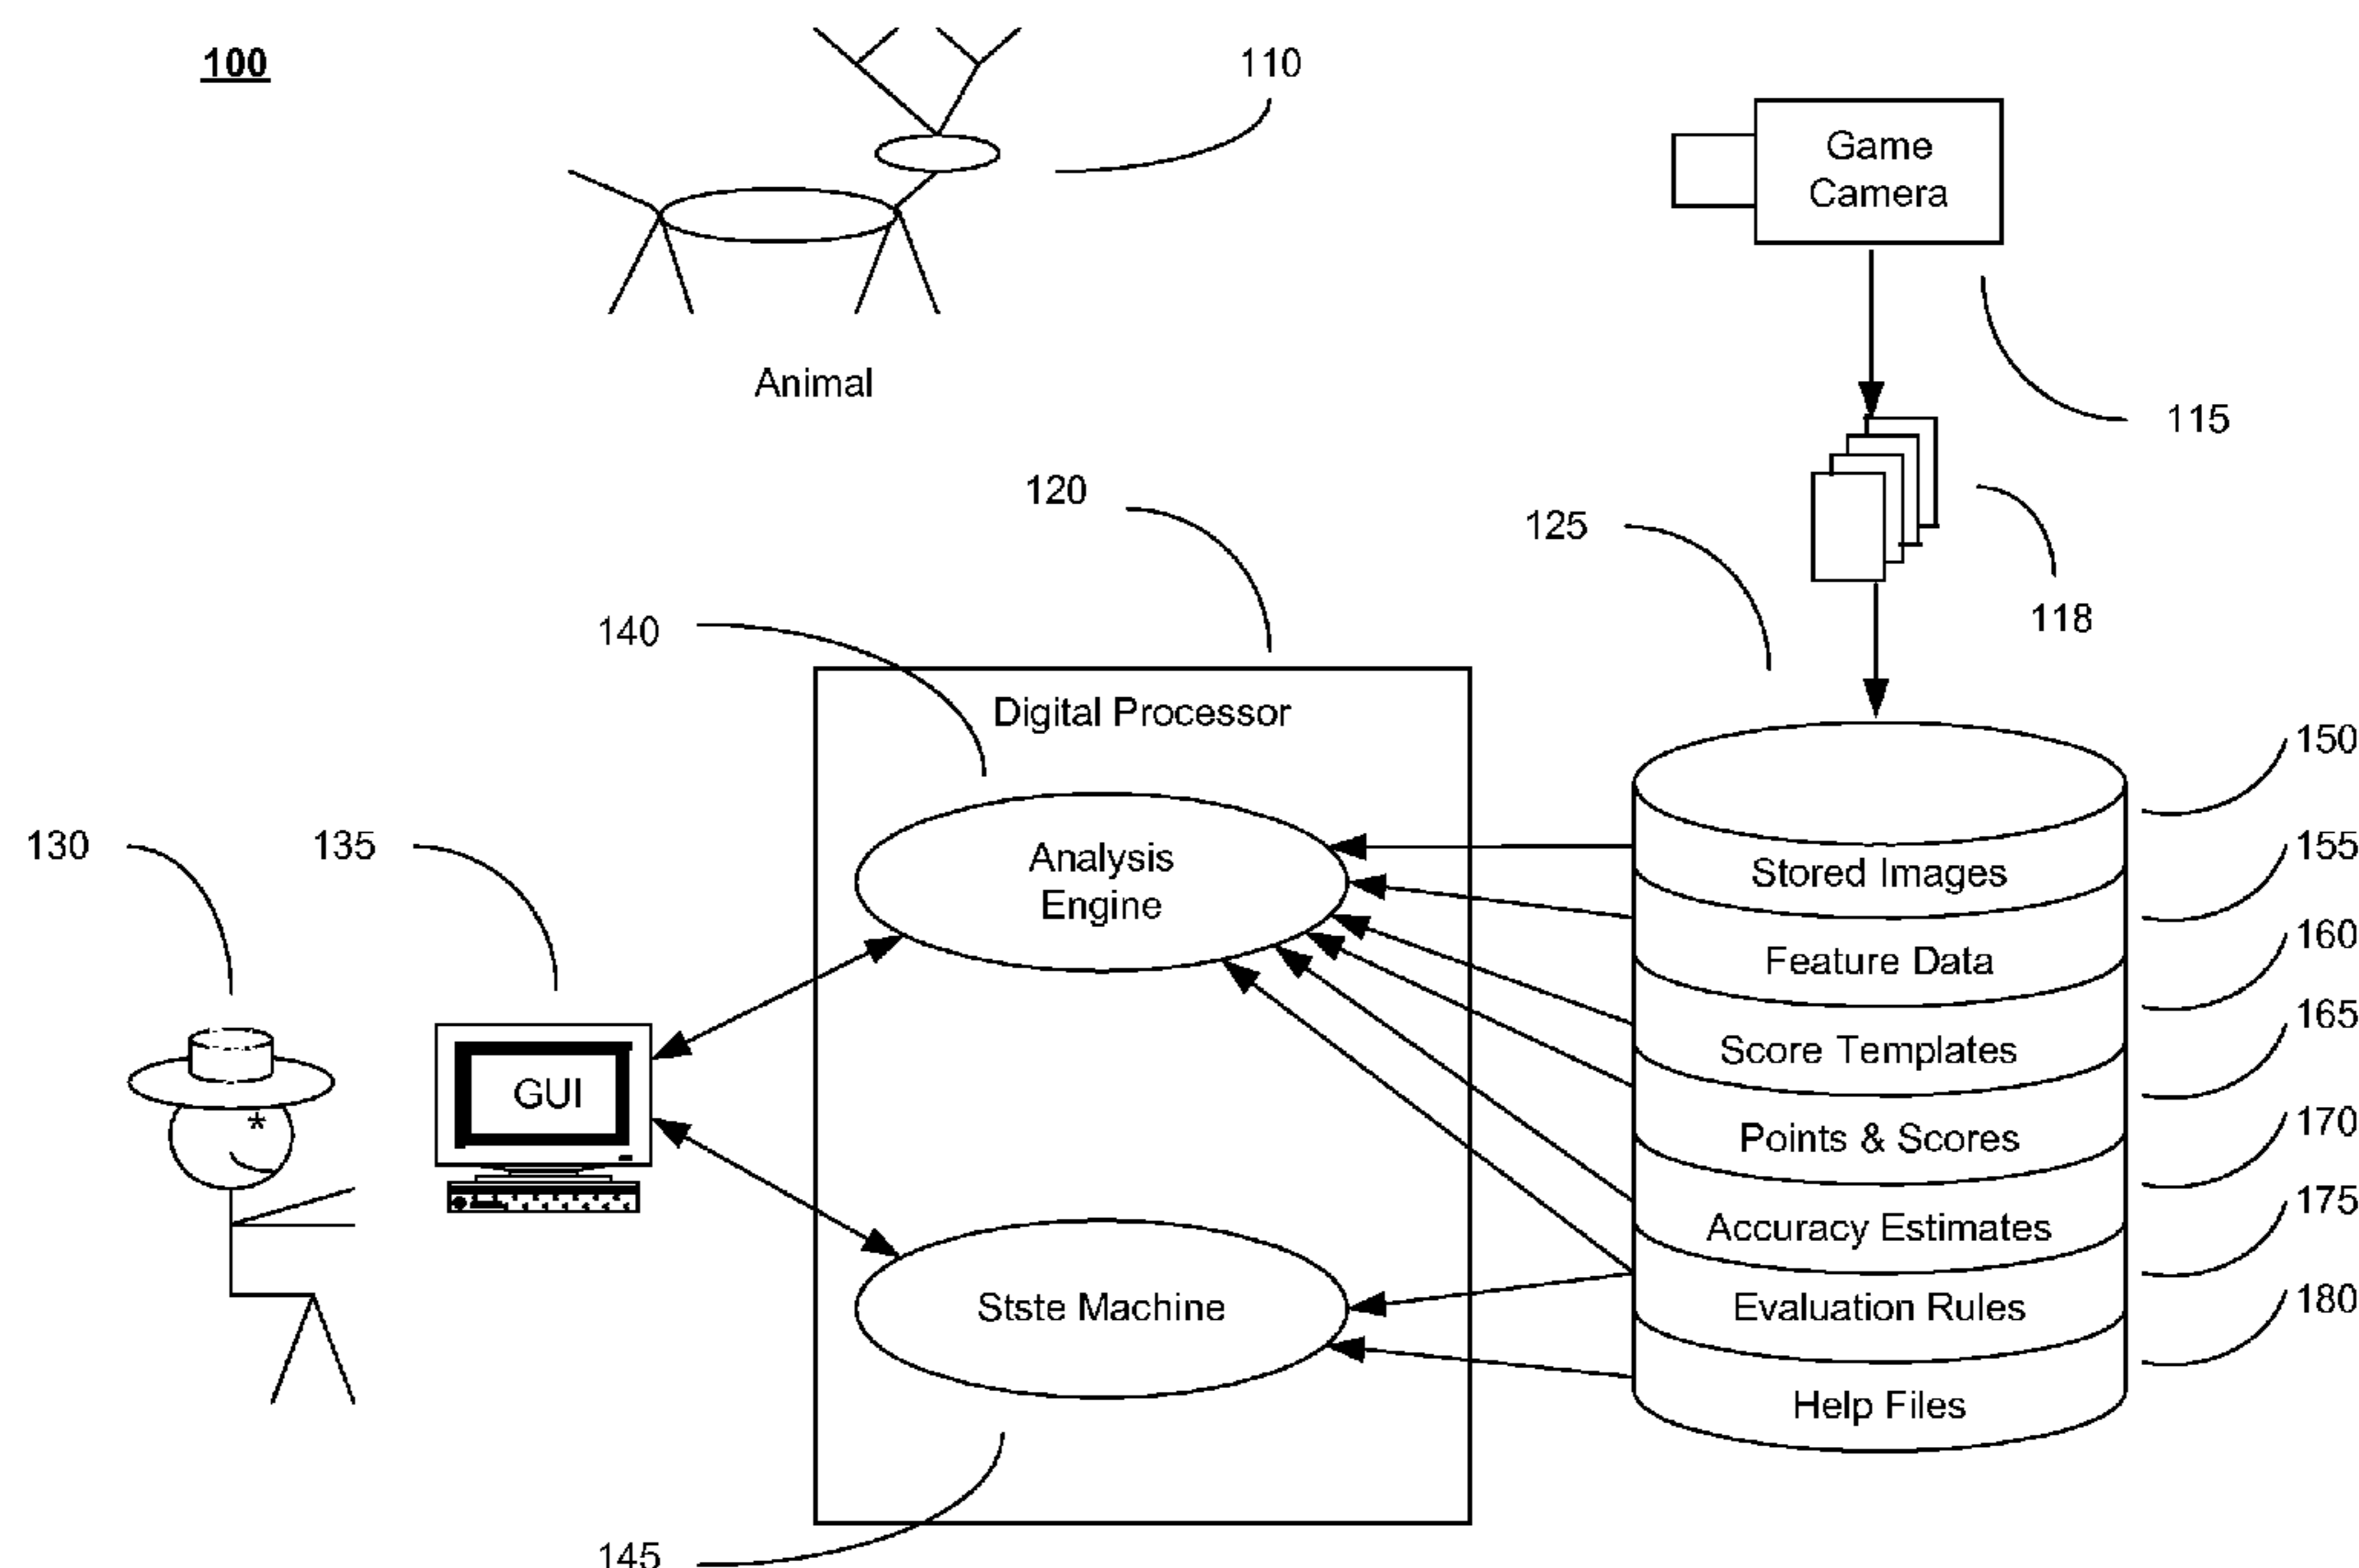 100
110
Game
Camera
Animal
115
120
125
118
140
Digital Processor
150
130
135
Analysis
Engine
155
Stored Images
160
Feature Data
165
Score Templates
GUI
*
170
Points & Scores
175
Accuracy Estimates
180
Stste Machine
Evaluation Rules
Help Files
145